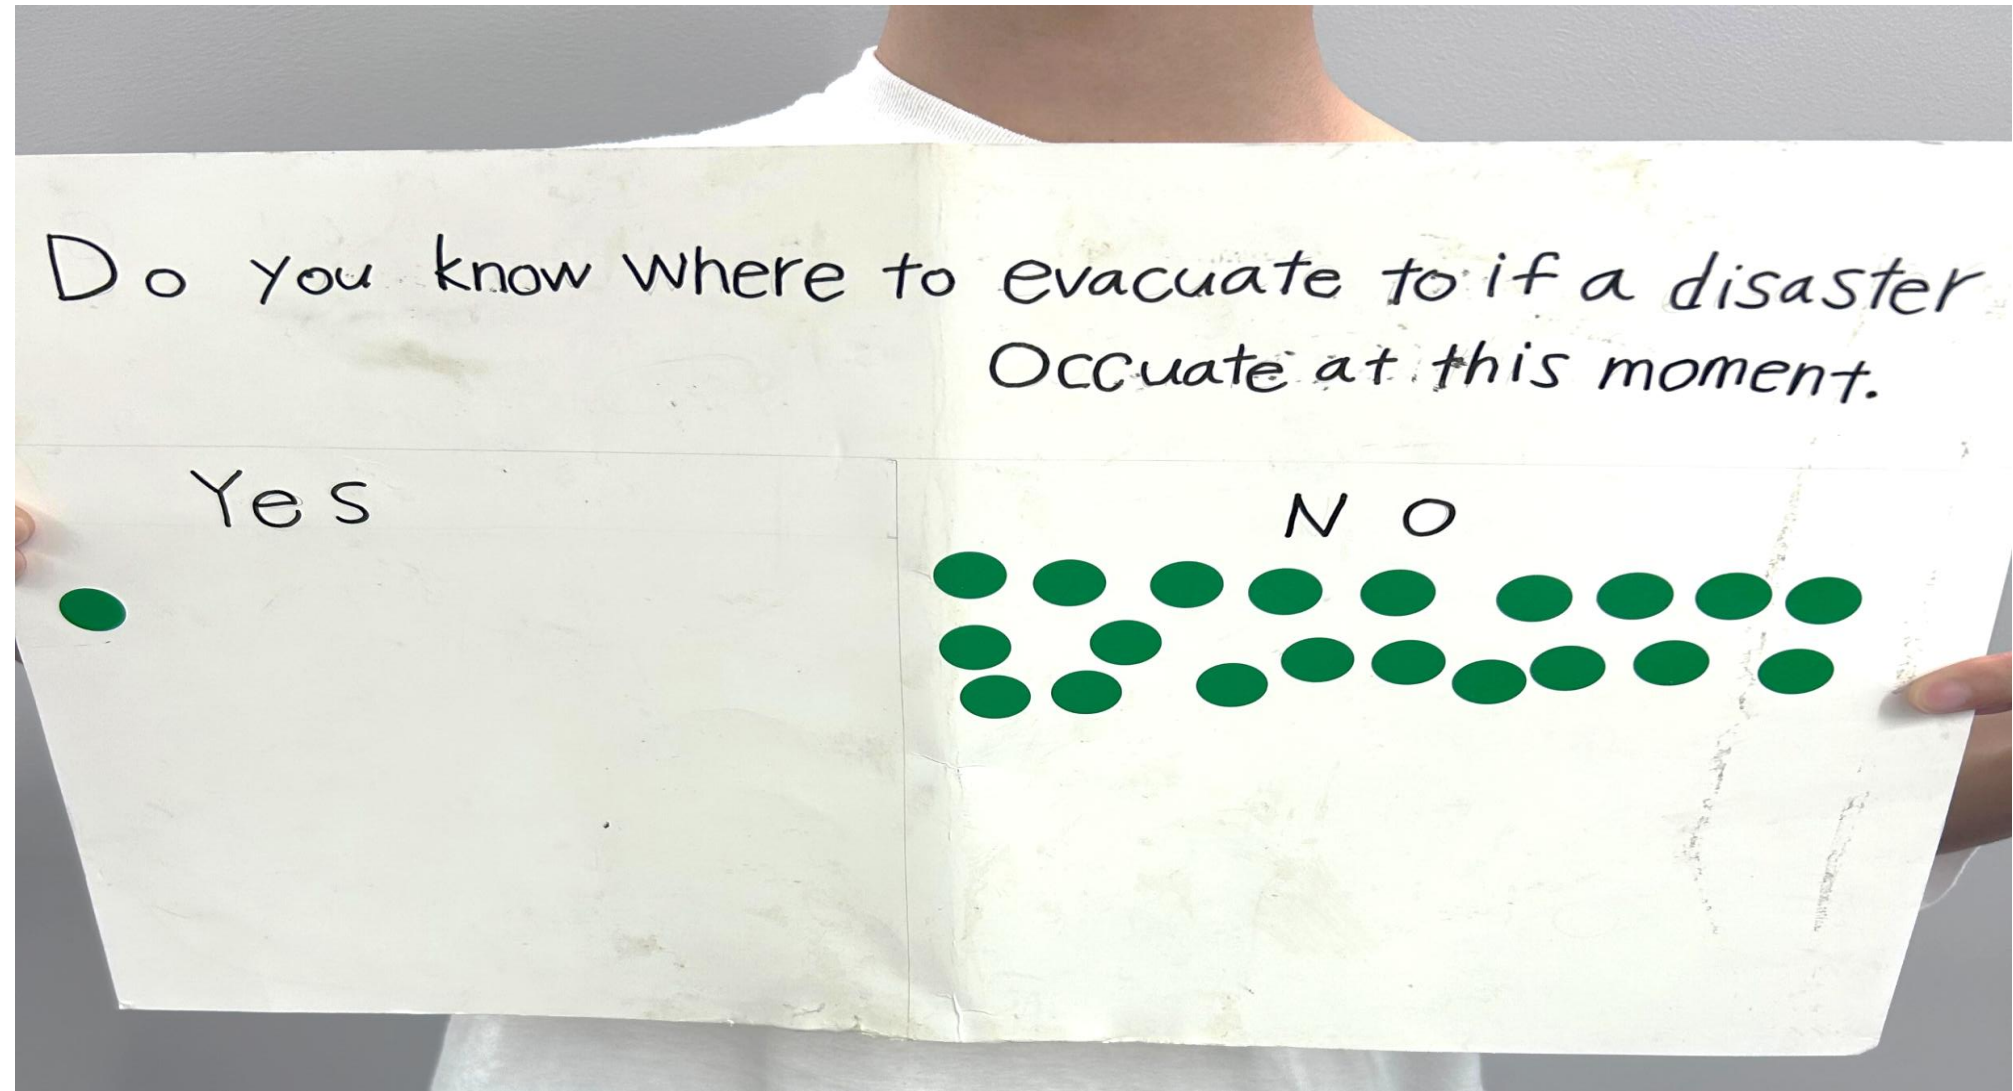 Do you know where to evacuate to if a disaster
Occuate at this moment.
Yes
NO